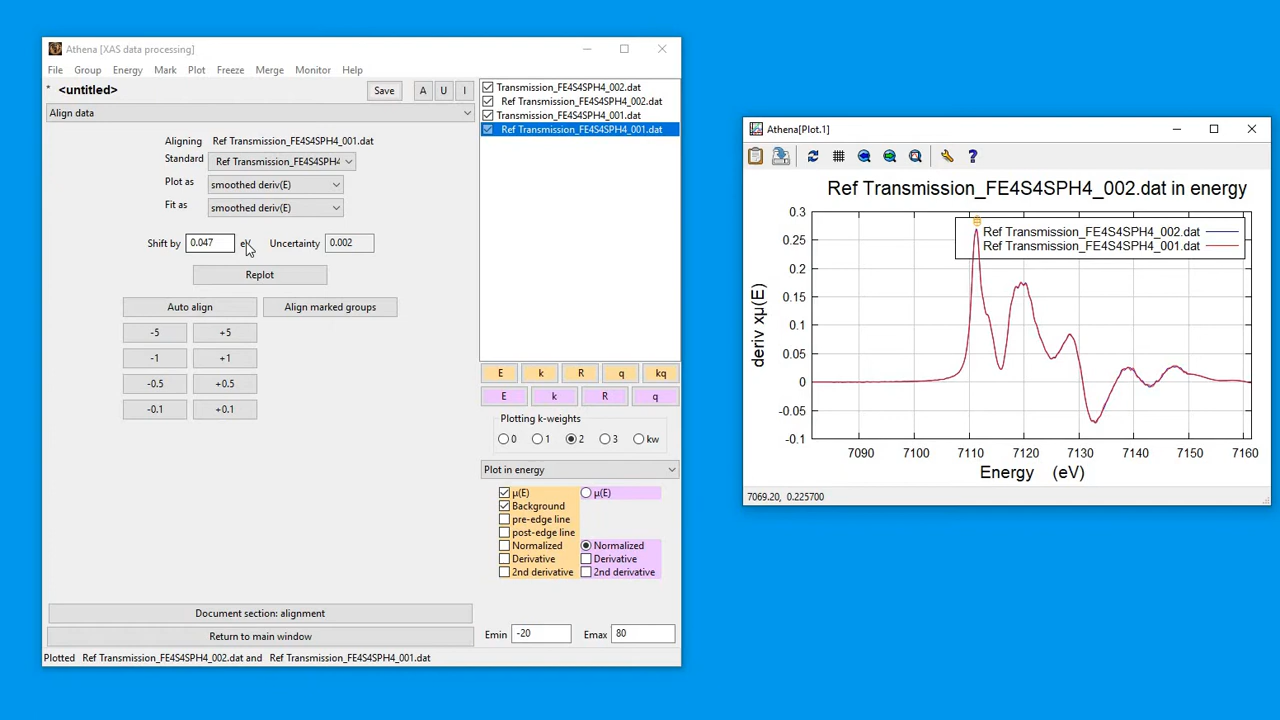 Athena [XAS data processing]
File Group Energy Mark Plot Freeze Merge Monitor Help
* <untitled> Save A U I
Align data
Aligning Ref Transmission_FE4S4SPH4_001.dat
Standard Ref Transmission_FE4S4SPH4
Plot as smoothed deriv(E)
Fit as smoothed deriv(E)
Shift by 0.047 eV Uncertainty 0.002
Replot
Auto align Align marked groups
-5 +5
-1 +1
-0.5 +0.5
-0.1 +0.1
Document section: alignment
Return to main window
Plotted Ref Transmission_FE4S4SPH4_002.dat and Ref Transmission_FE4S4SPH4_001.dat
Transmission_FE4S4SPH4_002.dat
Ref Transmission_FE4S4SPH4_002.dat
Transmission_FE4S4SPH4_001.dat
Ref Transmission_FE4S4SPH4_001.dat
E k R q kq
E k R q
Plotting k-weights
0 1 2 3 kw
Plot in energy
μ(E) μ(E)
Background
pre-edge line
post-edge line
Normalized Normalized
Derivative Derivative
2nd derivative 2nd derivative
Emin -20 Emax 80
Athena[Plot.1]
Ref Transmission_FE4S4SPH4_002.dat in energy
Ref Transmission_FE4S4SPH4_002.dat
Ref Transmission_FE4S4SPH4_001.dat
deriv xμ(E)
0.3
0.25
0.2
0.15
0.1
0.05
0
-0.05
-0.1
7090 7100 7110 7120 7130 7140 7150 7160
Energy (eV)
7069.20, 0.225700